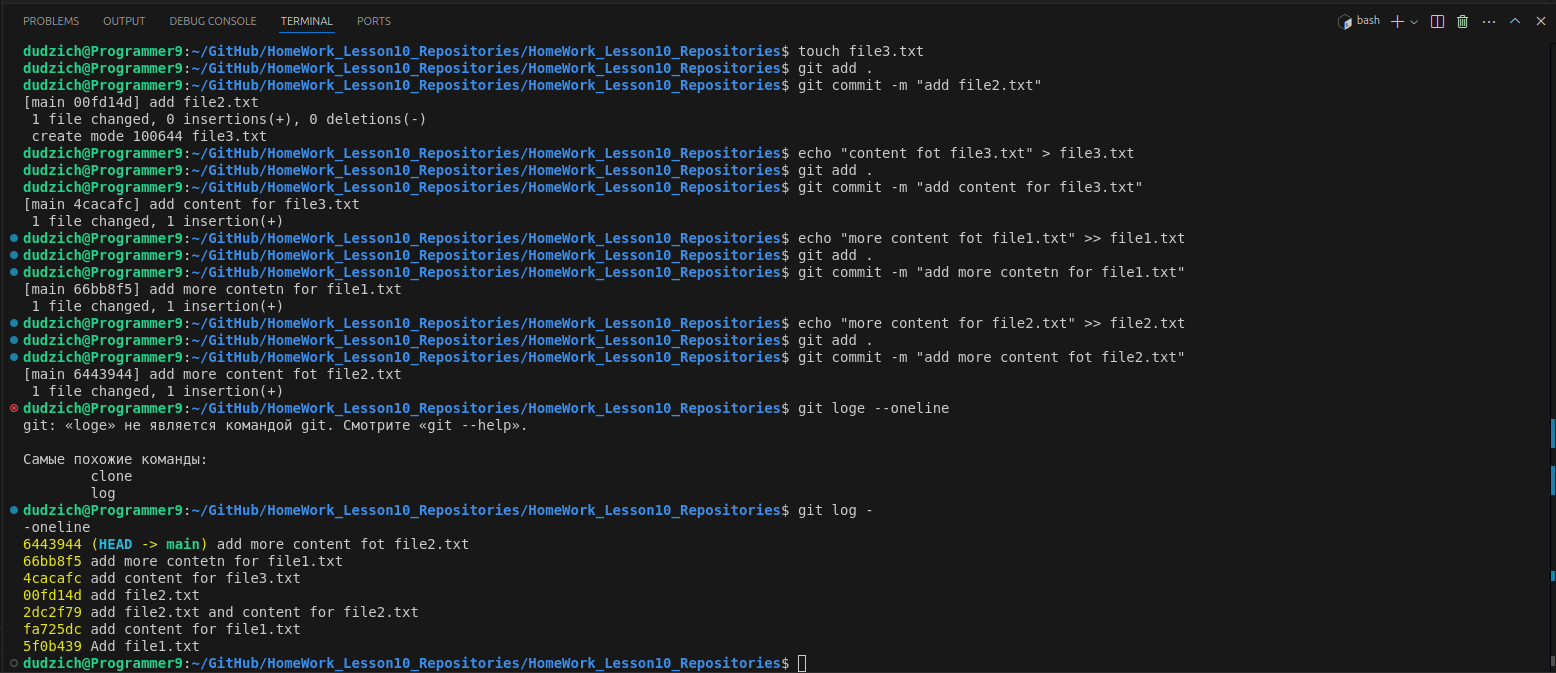 PROBLEMS OUTPUT DEBUG CONSOLE TERMINAL PORTS bash
dudzich@Programmer9:~/GitHub/HomeWork_Lesson10_Repositories/HomeWork_Lesson10_Repositories$ touch file3.txt
dudzich@Programmer9:~/GitHub/HomeWork_Lesson10_Repositories/HomeWork_Lesson10_Repositories$ git add .
dudzich@Programmer9:~/GitHub/HomeWork_Lesson10_Repositories/HomeWork_Lesson10_Repositories$ git commit -m "add file2.txt"
[main 00fd14d] add file2.txt
 1 file changed, 0 insertions(+), 0 deletions(-)
 create mode 100644 file3.txt
dudzich@Programmer9:~/GitHub/HomeWork_Lesson10_Repositories/HomeWork_Lesson10_Repositories$ echo "content fot file3.txt" > file3.txt
dudzich@Programmer9:~/GitHub/HomeWork_Lesson10_Repositories/HomeWork_Lesson10_Repositories$ git add .
dudzich@Programmer9:~/GitHub/HomeWork_Lesson10_Repositories/HomeWork_Lesson10_Repositories$ git commit -m "add content for file3.txt"
[main 4cacafc] add content for file3.txt
 1 file changed, 1 insertion(+)
dudzich@Programmer9:~/GitHub/HomeWork_Lesson10_Repositories/HomeWork_Lesson10_Repositories$ echo "more content fot file1.txt" >> file1.txt
dudzich@Programmer9:~/GitHub/HomeWork_Lesson10_Repositories/HomeWork_Lesson10_Repositories$ git add .
dudzich@Programmer9:~/GitHub/HomeWork_Lesson10_Repositories/HomeWork_Lesson10_Repositories$ git commit -m "add more contetn for file1.txt"
[main 66bb8f5] add more contetn for file1.txt
 1 file changed, 1 insertion(+)
dudzich@Programmer9:~/GitHub/HomeWork_Lesson10_Repositories/HomeWork_Lesson10_Repositories$ echo "more content for file2.txt" >> file2.txt
dudzich@Programmer9:~/GitHub/HomeWork_Lesson10_Repositories/HomeWork_Lesson10_Repositories$ git add .
dudzich@Programmer9:~/GitHub/HomeWork_Lesson10_Repositories/HomeWork_Lesson10_Repositories$ git commit -m "add more content fot file2.txt"
[main 6443944] add more content fot file2.txt
 1 file changed, 1 insertion(+)
dudzich@Programmer9:~/GitHub/HomeWork_Lesson10_Repositories/HomeWork_Lesson10_Repositories$ git loge --oneline
git: «loge» не является командой git. Смотрите «git --help».
Самые похожие команды:
clone
log
dudzich@Programmer9:~/GitHub/HomeWork_Lesson10_Repositories/HomeWork_Lesson10_Repositories$ git log -
-oneline
6443944 (HEAD -> main) add more content fot file2.txt
66bb8f5 add more contetn for file1.txt
4cacafc add content for file3.txt
00fd14d add file2.txt
2dc2f79 add file2.txt and content for file2.txt
fa725dc add content for file1.txt
5f0b439 Add file1.txt
dudzich@Programmer9:~/GitHub/HomeWork_Lesson10_Repositories/HomeWork_Lesson10_Repositories$